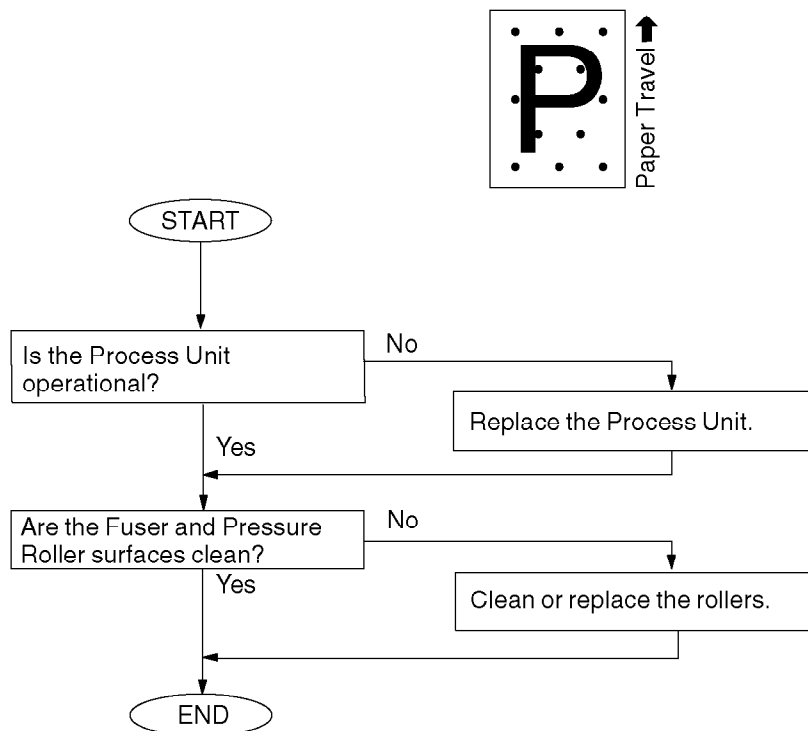 P
Paper Travel
START
Is the Process Unit
operational?
No
Replace the Process Unit.
Yes
Are the Fuser and Pressure
Roller surfaces clean?
No
Yes
Clean or replace the rollers.
END